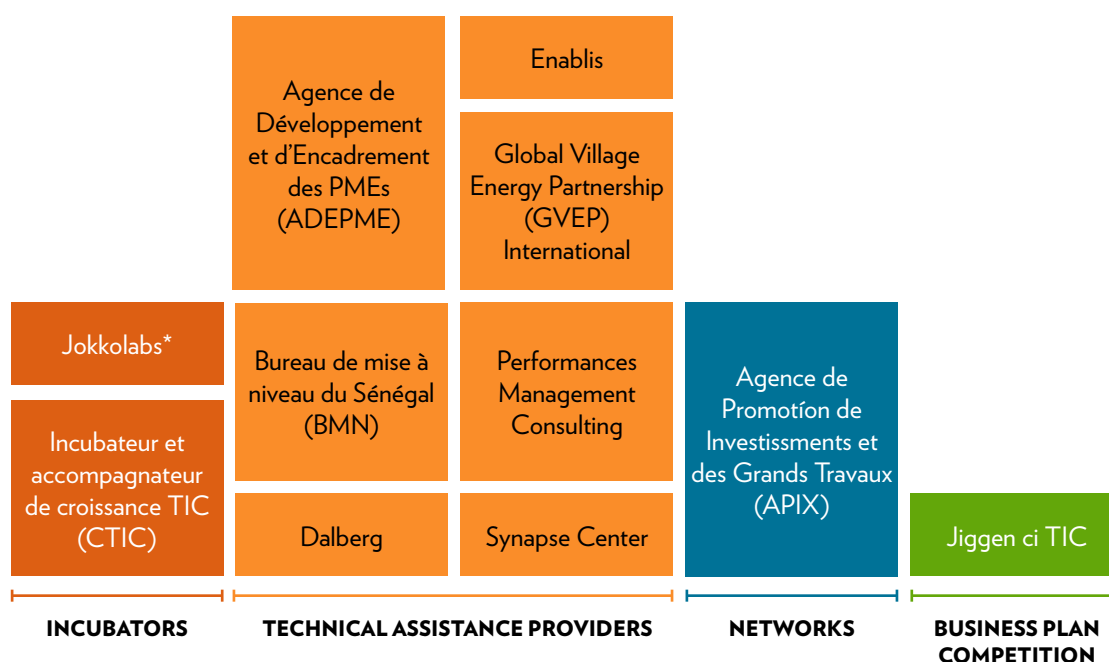 Jokkolabs*
Incubateur et
accompagnateur
de croissance TIC
(CTIC)
INCUBATORS
Agence de
Développement
et d'Encadrement
des PMEs
(ADEPME)
Enablis
Global Village
Energy Partnership
(GVEP)
International
Bureau de mise à
niveau du Sénégal
(BMN)
Performances
Management
Consulting
Dalberg
Synapse Center
TECHNICAL ASSISTANCE PROVIDERS
Agence de
Promotíon de
Investissments et
des Grands Travaux
(APIX)
NETWORKS
Jiggen ci TIC
BUSINESS PLAN
COMPETITION